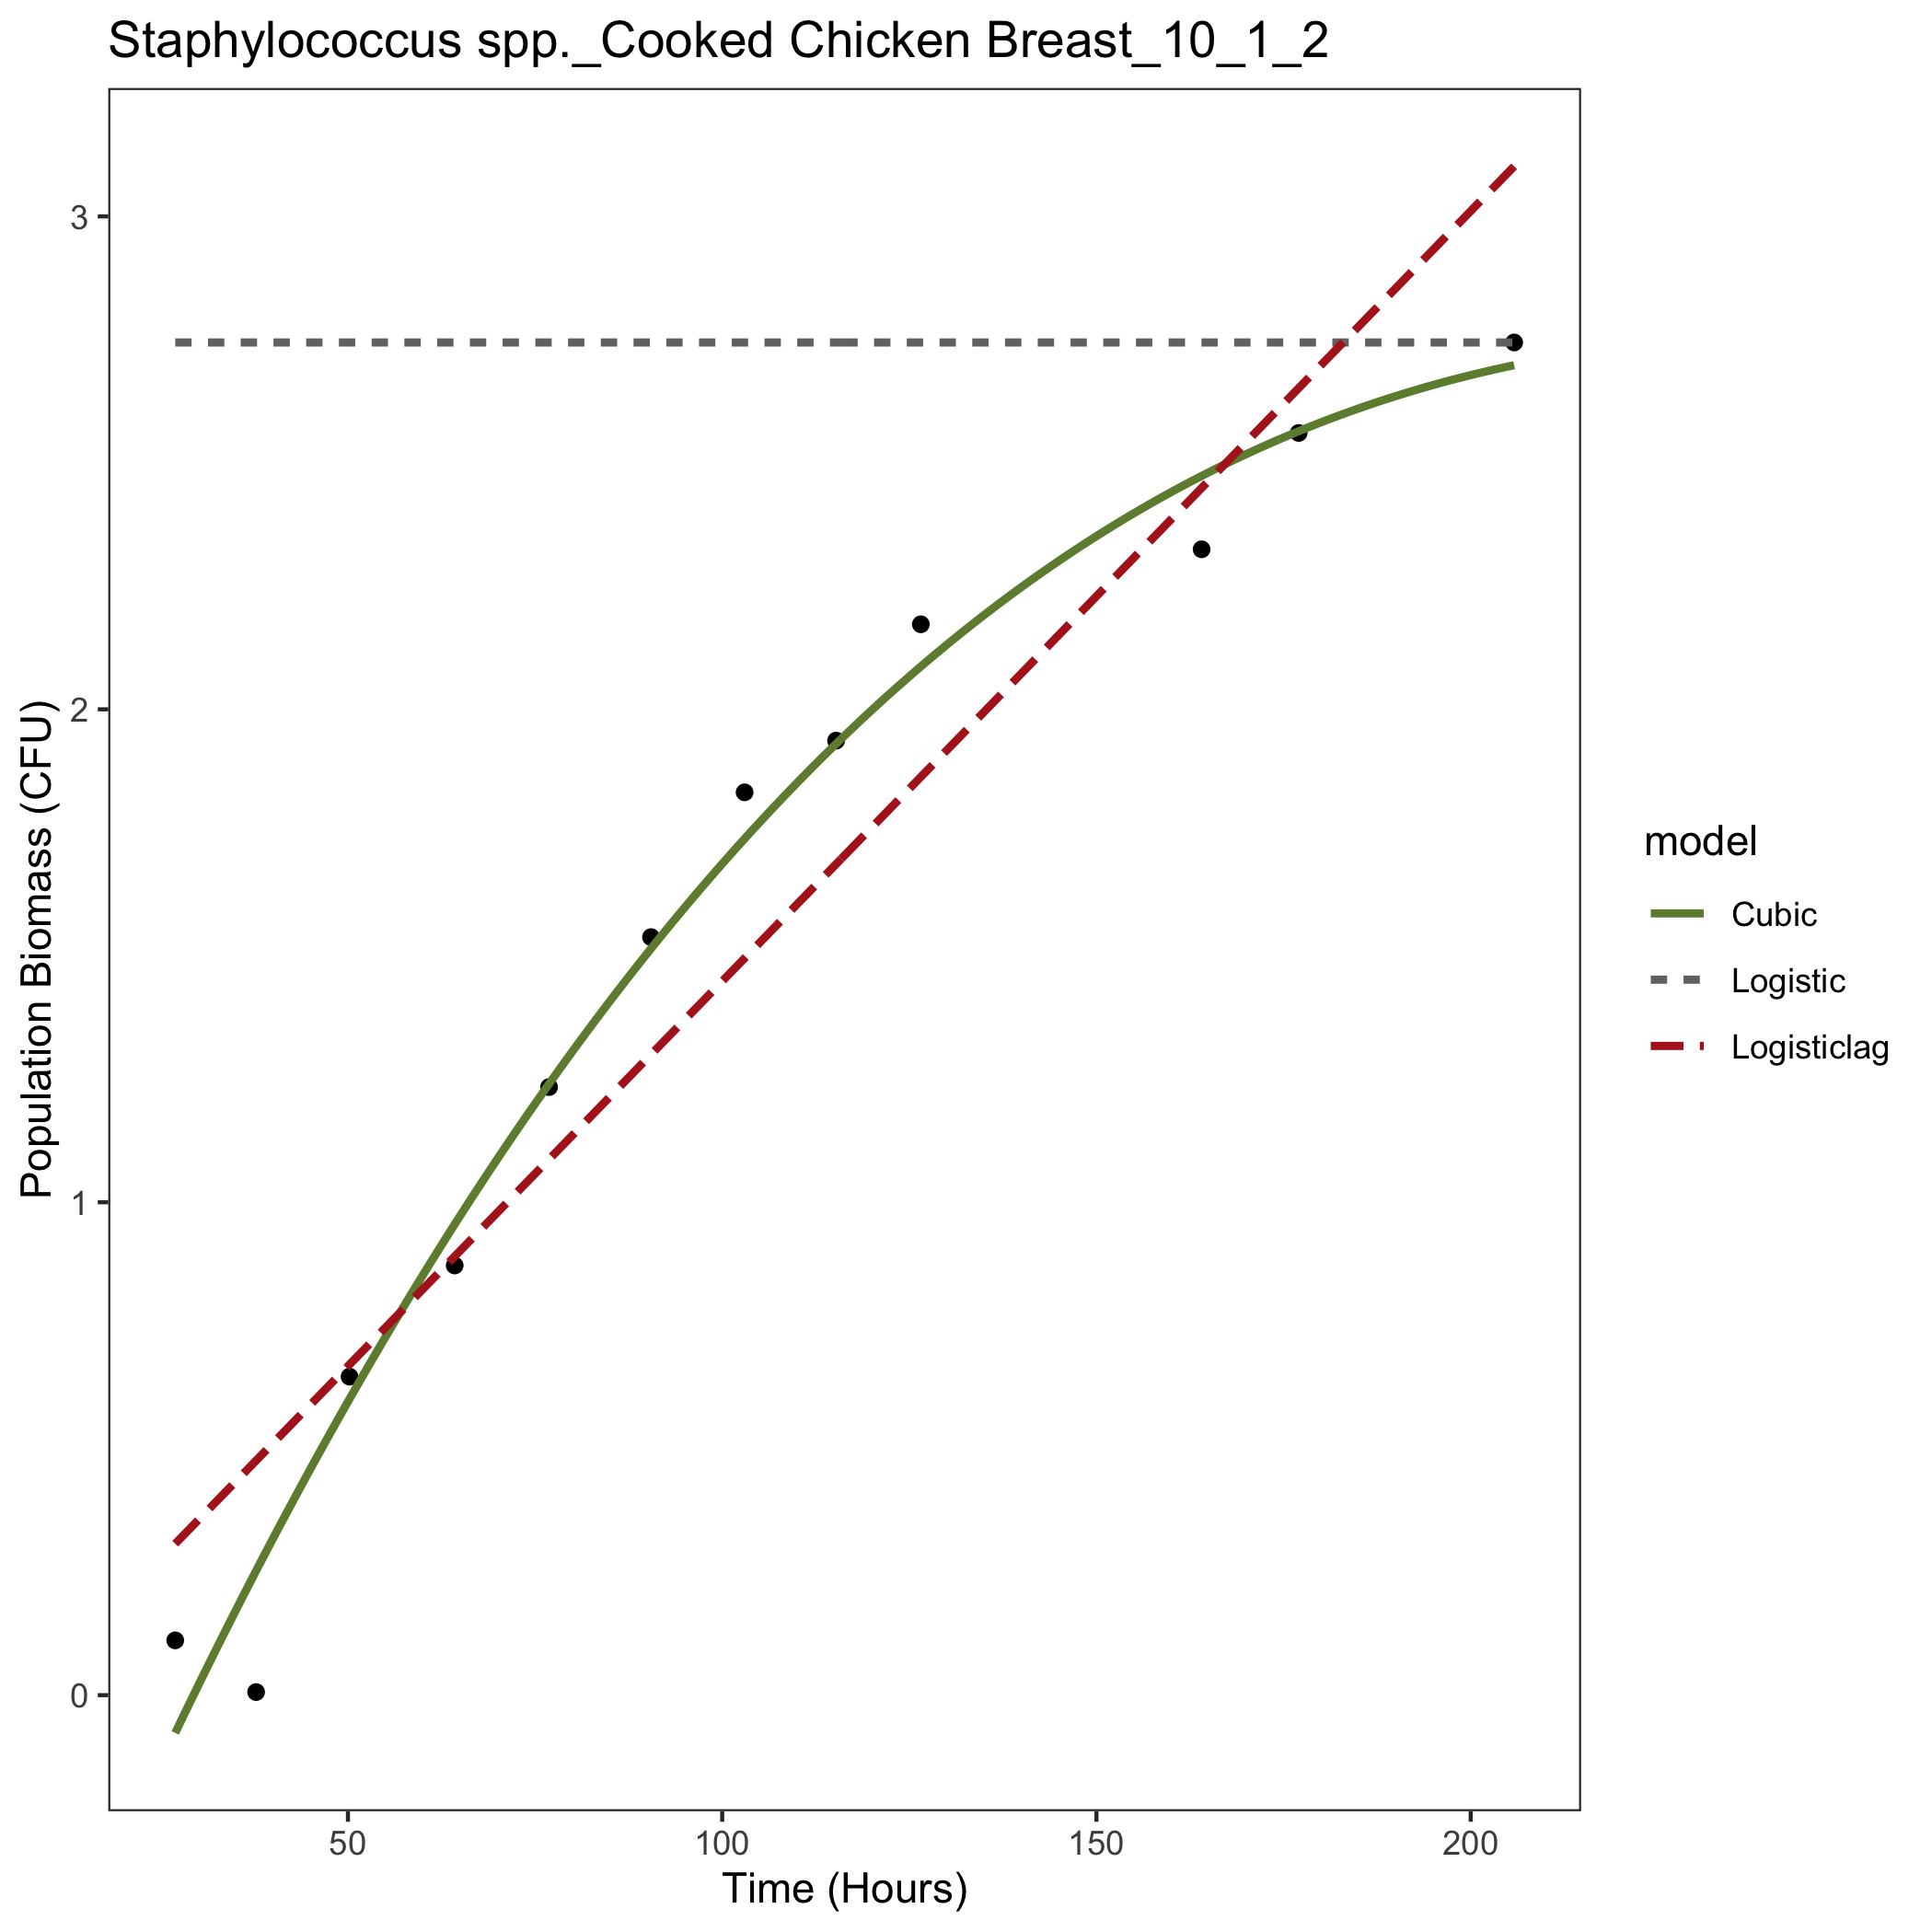 Staphylococcus spp._Cooked Chicken Breast_10_1_2
3
2
1
0
Population Biomass (CFU)
50 100 150 200
Time (Hours)
model
Cubic
Logistic
Logisticlag